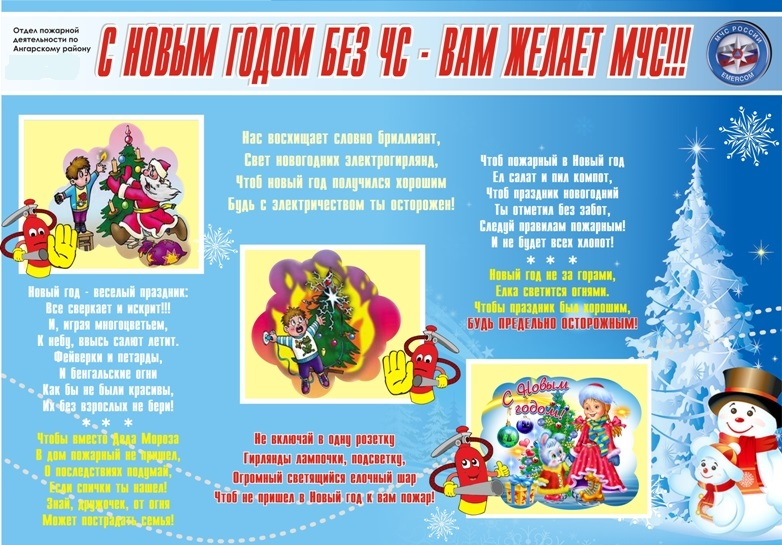 Отдел пожарной
деятельности по
Ангарскому району
С НОВЫМ ГОДОМ БЕЗ ЧС - ВАМ ЖЕЛАЕТ МЧС!!!
МЧС РОССИИ
EMERCOM
Нас восхищает словно бриллиант,
Свет новогодних электрогирлянд,
Чтоб новый год получился хорошим
Будь с электричеством ты осторожен!
Чтоб пожарный в Новый год
Ел салат и пил компот,
Чтоб праздник новогодний
Ты отметил без забот,
Следуй правилам пожарным!
И не будет всех хлопот!
* * *
Новый год не за горами,
Елка светится огнями.
Чтобы праздник был хорошим,
БУДЬ ПРЕДЕЛЬНО ОСТОРОЖНЫМ!
Новый год - веселый праздник:
Все сверкает и искрит!!!
И, играя многоцветьем,
К небу, ввысь салют летит.
Фейверки и петарды,
И бенгальские огни
Как бы не были красивы,
Их без взрослых не бери!
* * *
Чтобы вместо Деда Мороза
В дом пожарный не пришел,
О последствиях подумай,
Если спички ты нашел!
Знай, дружочек, от огня
Может пострадать семья!
Не включай в одну розетку
Гирлянды лампочки, подсветку,
Огромный светящийся елочный шар
Чтоб не пришел в Новый год к вам пожар!
С Новым
годом!